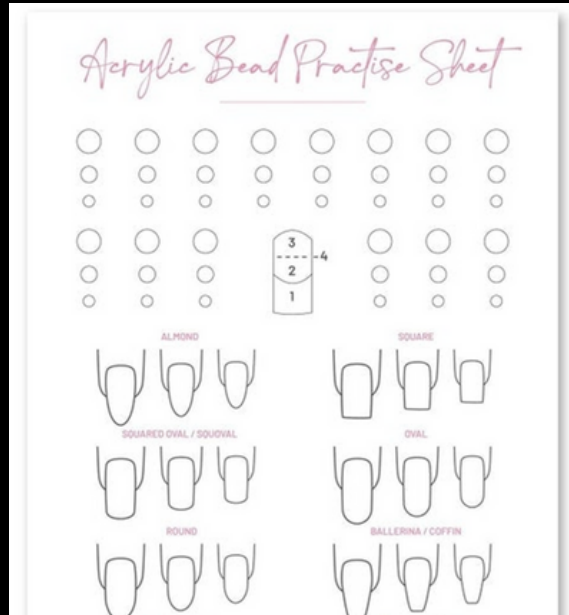 Acrylic Bead Practise Sheet
3
4
2
1
ALMOND
SQUARE
SQUARED OVAL / SQUOVAL
OVAL
ROUND
BALLERINA / COFFIN